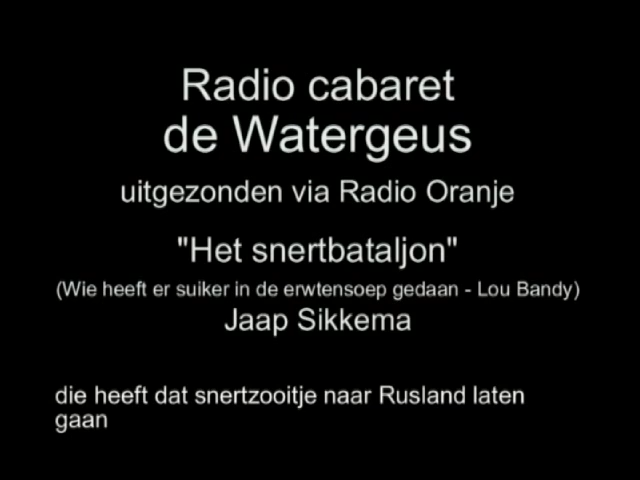 Radio cabaret
de Watergeus
uitgezonden via Radio Oranje
"Het snertbataljon"
(Wie heeft er suiker in de erwtensoep gedaan - Lou Bandy)
Jaap Sikkema
die heeft dat snertzooitje naar Rusland laten
gaan